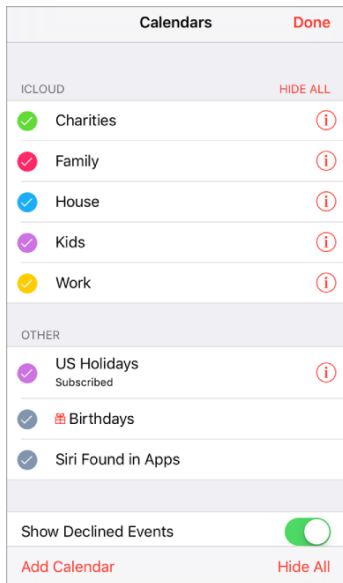 Calendars Done
ICLOUD HIDE ALL
Charities
Family
House
Kids
Work
OTHER
US Holidays
Subscribed
Birthdays
Siri Found in Apps
Show Declined Events
Add Calendar Hide All